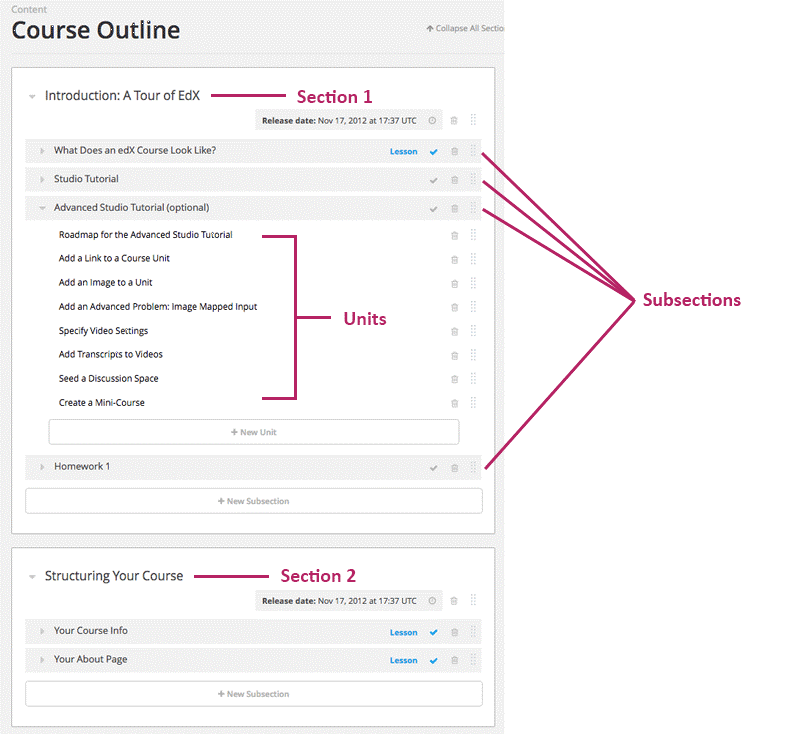 Content
Course Outline
Collapse All Sectio
Introduction: A Tour of EdX
Section 1
Release date: Nov 17, 2012 at 17:37 UTC
What Does an edX Course Look Like?
Lesson
Studio Tutorial
Advanced Studio Tutorial (optional)
Roadmap for the Advanced Studio Tutorial
Add a Link to a Course Unit
Add an Image to a Unit
Add an Advanced Problem: Image Mapped Input
Specify Video Settings
Add Transcripts to Videos
Seed a Discussion Space
Create a Mini-Course
Units
Subsections
+ New Unit
Homework 1
+ New Subsection
Structuring Your Course
Section 2
Release date: Nov 17, 2012 at 17:37 UTC
Your Course Info
Lesson
Your About Page
Lesson
+ New Subsection